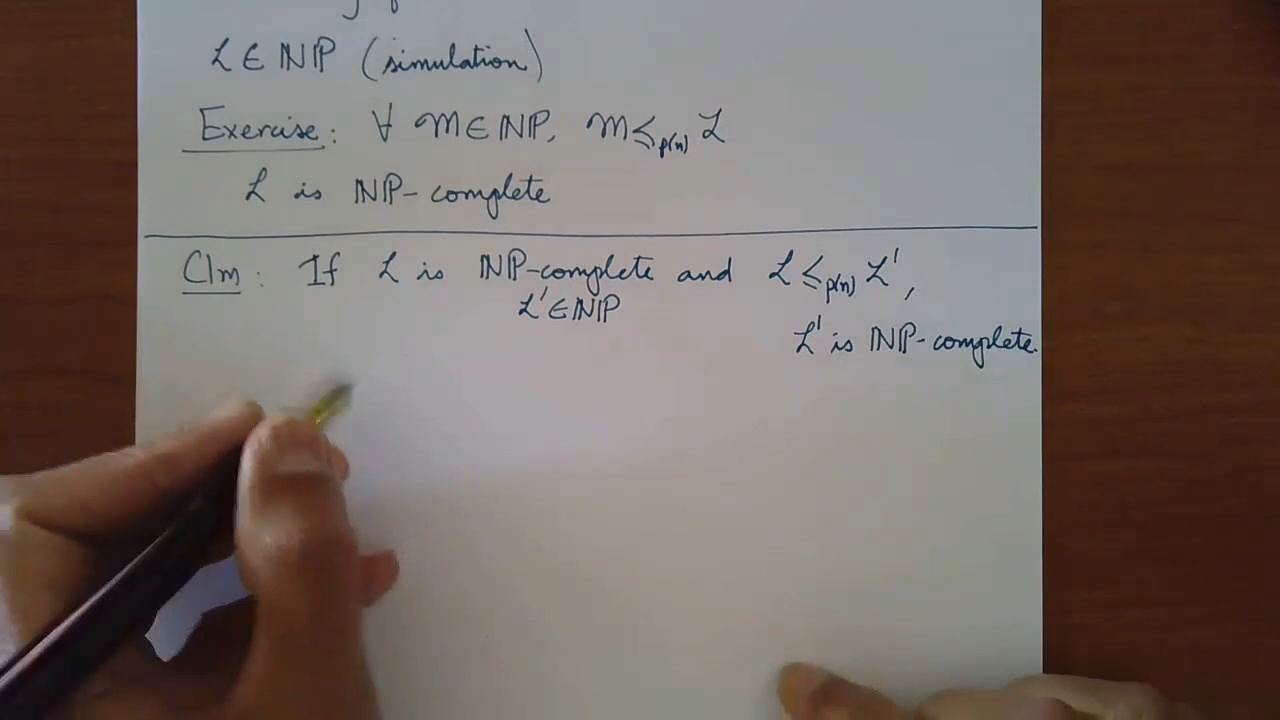 L ∈ NP (simulation)
Exercise: ∀ M ∈ NP, M ≤p(n) L
L is NP-complete
Clm: If L is NP-complete and L ≤p(n) L',
L' ∈ NP
L' is NP-complete.